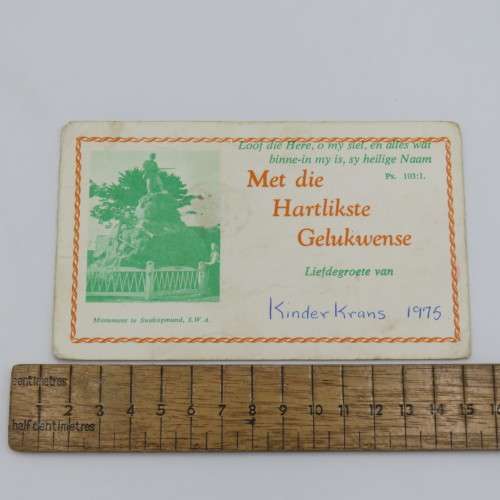 Loof die Here, o my siel, en alles wat
binne-in my is, sy heilige Naam
Ps. 103:1.
Met die
Hartlikste
Gelukwense
Liefdegroete van
Kinder Krans 1975
Monument te Swakopmund, S.W.A.
centimetres
1 2 3 4 5 6 7 8 9 10 11 12 13 14 15 16
half centimetres